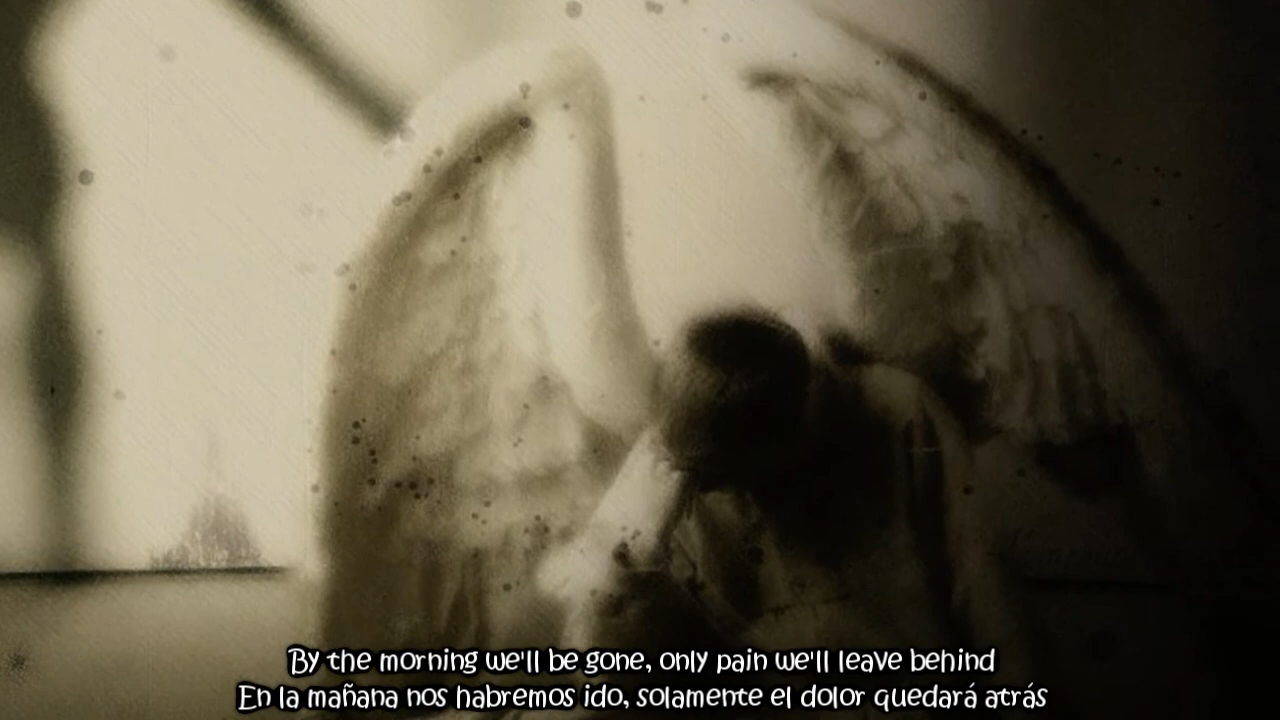 By the morning we'll be gone, only pain we'll leave behind
En la mañana nos habremos ido, solamente el dolor quedará atrás